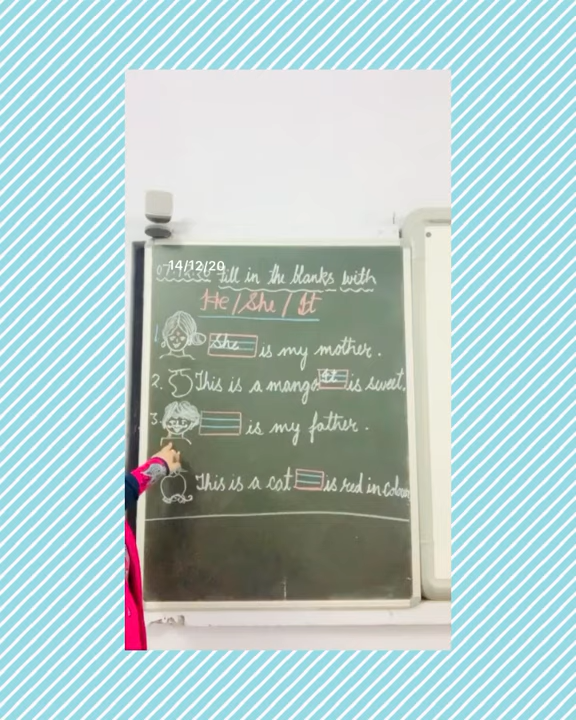 14/12/20
Fill in the blanks with
He / She / It
1. She is my mother.
2. This is a mango. It is sweet.
3. is my father.
This is a cat is red in colour